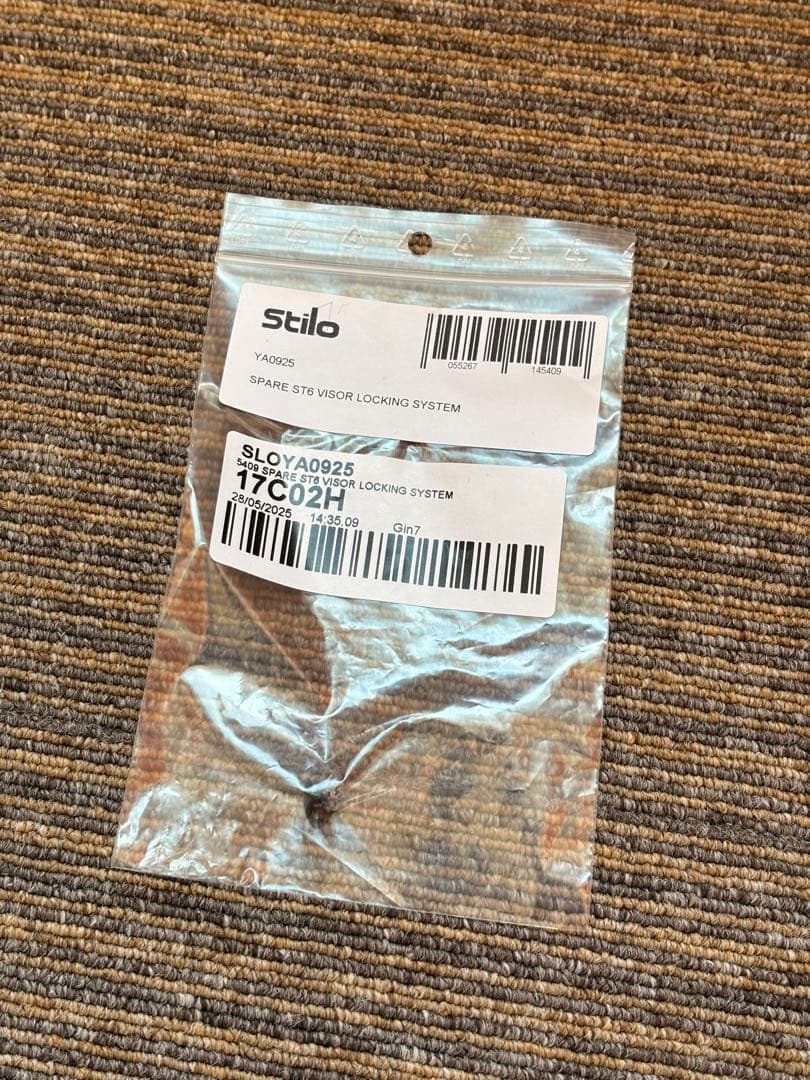 Stilo
055267 145409
YA0925
SPARE ST6 VISOR LOCKING SYSTEM
SLOYA0925
5409 SPARE ST6 VISOR LOCKING SYSTEM
17C02H
28/05/2025 14:35.09 Gin7